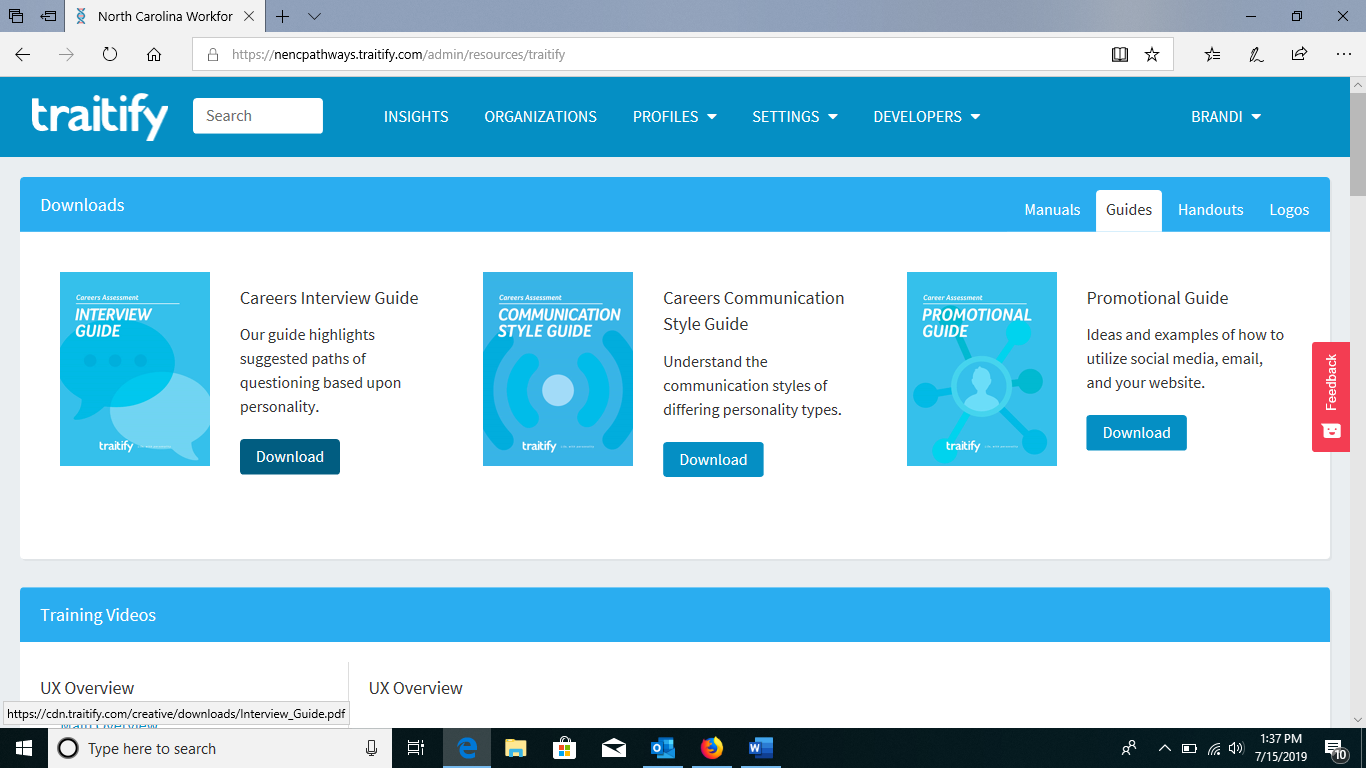 North Carolina Workfor
https://nencpathways.traitify.com/admin/resources/traitify
traitify
Search
INSIGHTS
ORGANIZATIONS
PROFILES
SETTINGS
DEVELOPERS
BRANDI
Downloads
Manuals
Guides
Handouts
Logos
Careers Assessment
INTERVIEW
GUIDE
traitify
Careers Interview Guide
Our guide highlights
suggested paths of
questioning based upon
personality.
Download
Careers Assessment
COMMUNICATION
STYLE GUIDE
traitify
Careers Communication
Style Guide
Understand the
communication styles of
differing personality types.
Download
Career Assessment
PROMOTIONAL
GUIDE
traitify
Promotional Guide
Ideas and examples of how to
utilize social media, email,
and your website.
Download
Feedback
Training Videos
UX Overview
UX Overview
Main Overview
https://cdn.traitify.com/creative/downloads/Interview_Guide.pdf
Type here to search
1:37 PM
7/15/2019
10